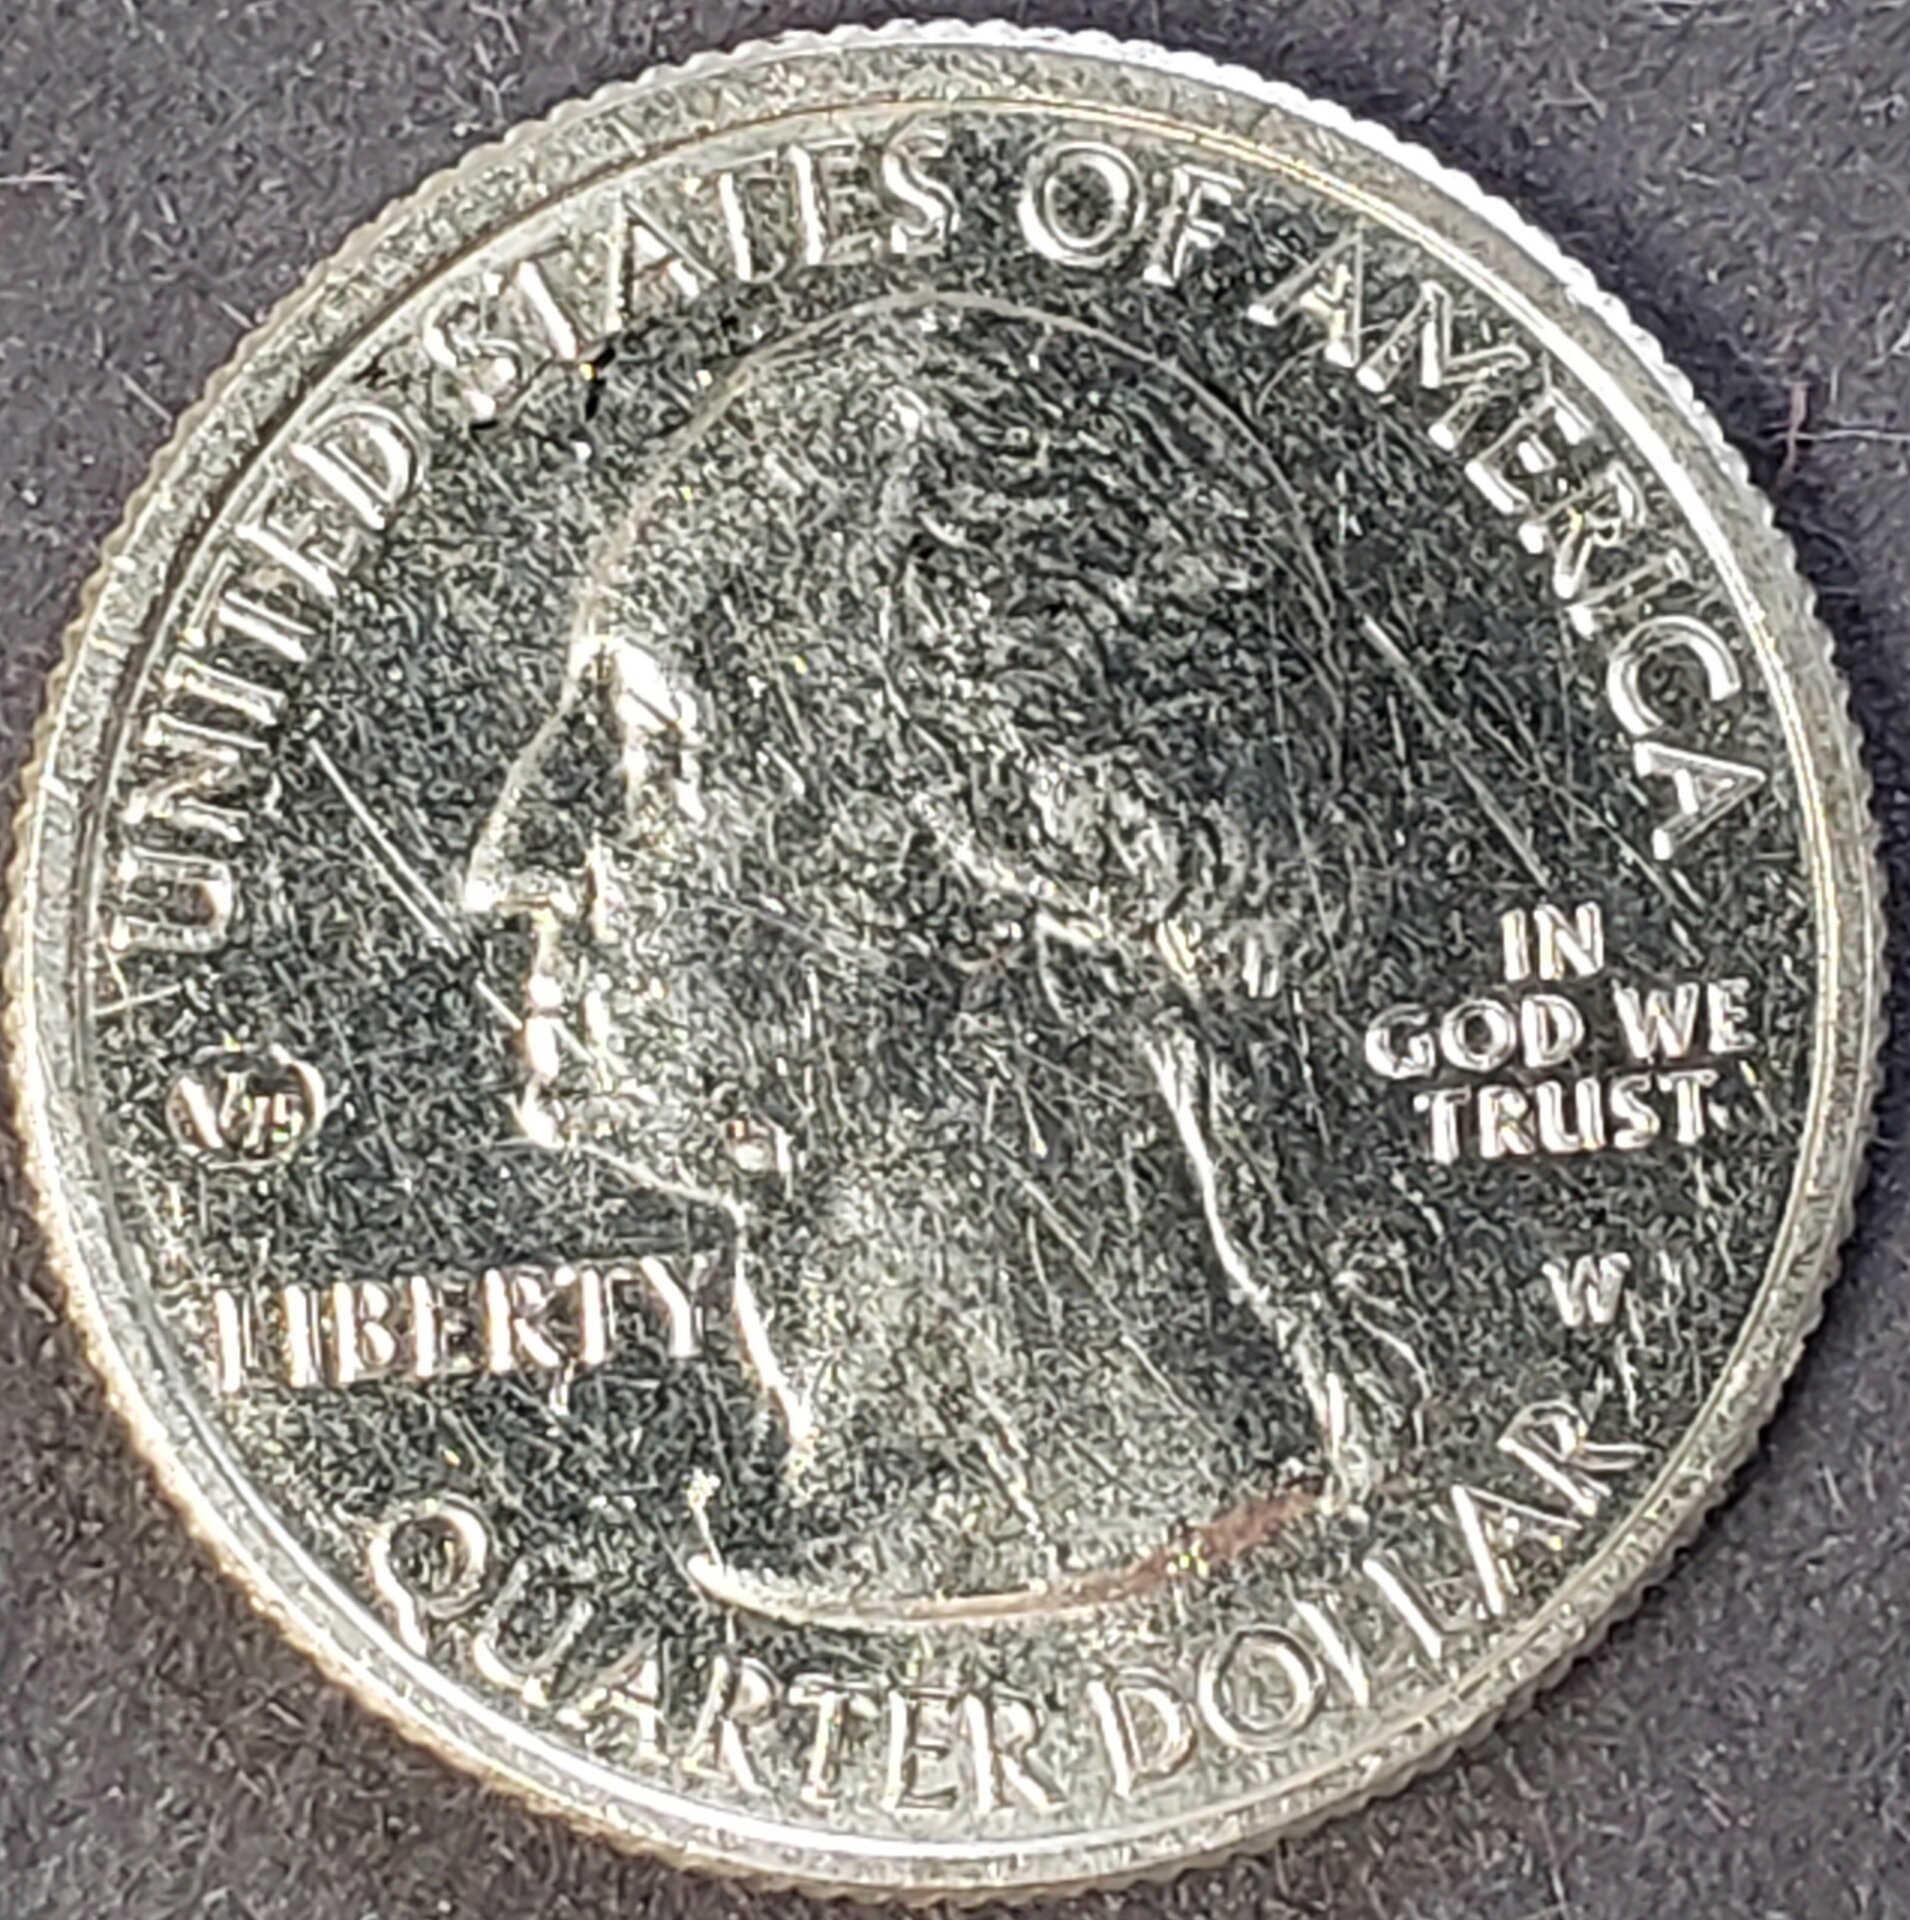 UNITED STATES OF AMERICA
IN
GOD WE
TRUST
V75
LIBERTY
W
QUARTER DOLLAR